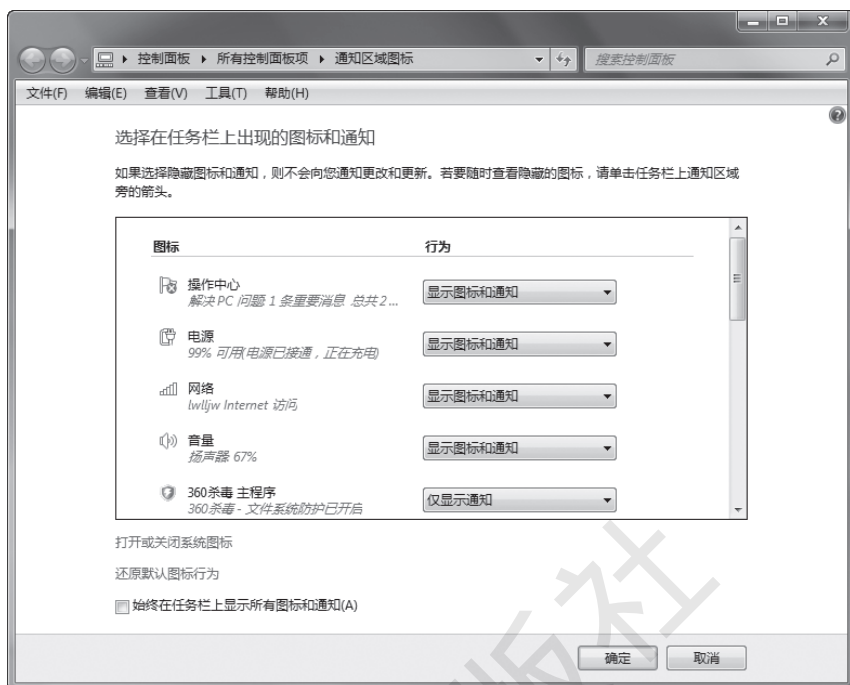 控制面板 ▸ 所有控制面板项 ▸ 通知区域图标
搜索控制面板
文件(F) 编辑(E) 查看(V) 工具(T) 帮助(H)
选择在任务栏上出现的图标和通知
如果选择隐藏图标和通知，则不会向您通知更改和更新。若要随时查看隐藏的图标，请单击任务栏上通知区域
旁的箭头。
图标 行为
操作中心
解决 PC 问题 1 条重要消息 总共 2 ...
显示图标和通知
电源
99% 可用(电源已接通，正在充电)
显示图标和通知
网络
lwlljw Internet 访问
显示图标和通知
音量
扬声器 67%
显示图标和通知
360杀毒 主程序
360杀毒 - 文件系统防护已开启
仅显示通知
打开或关闭系统图标
还原默认图标行为
始终在任务栏上显示所有图标和通知(A)
确定 取消
版社